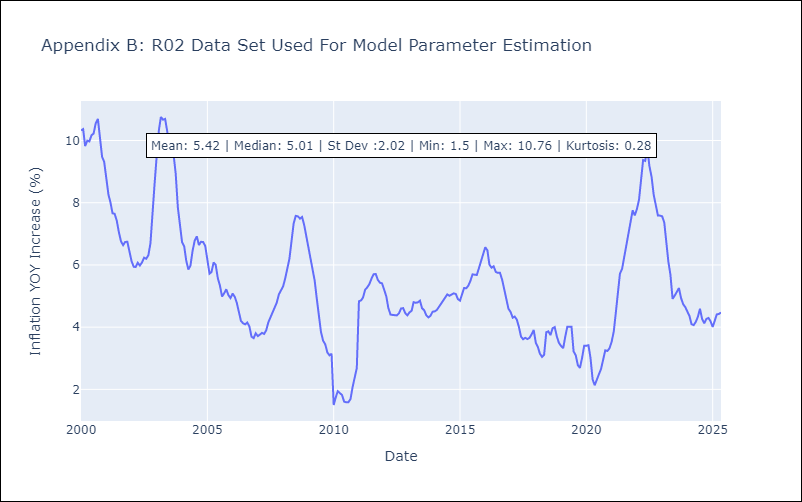 Appendix B: R02 Data Set Used For Model Parameter Estimation
Mean: 5.42 | Median: 5.01 | St Dev :2.02 | Min: 1.5 | Max: 10.76 | Kurtosis: 0.28
Inflation YOY Increase (%)
10
8
6
4
2
2000
2005
2010
2015
2020
2025
Date